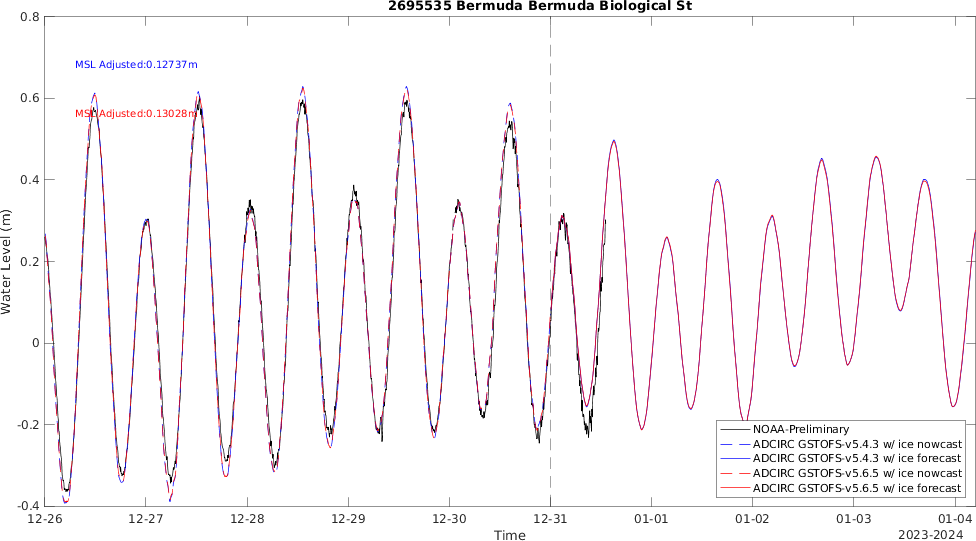 2695535 Bermuda Bermuda Biological St
0.8
0.6
0.4
0.2
0
-0.2
-0.4
Water Level (m)
MSL Adjusted:0.12737m
MSL Adjusted:0.13028m
NOAA-Preliminary
ADCIRC GSTOFS-v5.4.3 w/ ice nowcast
ADCIRC GSTOFS-v5.4.3 w/ ice forecast
ADCIRC GSTOFS-v5.6.5 w/ ice nowcast
ADCIRC GSTOFS-v5.6.5 w/ ice forecast
12-26 12-27 12-28 12-29 12-30 12-31 01-01 01-02 01-03 01-04
Time
2023-2024